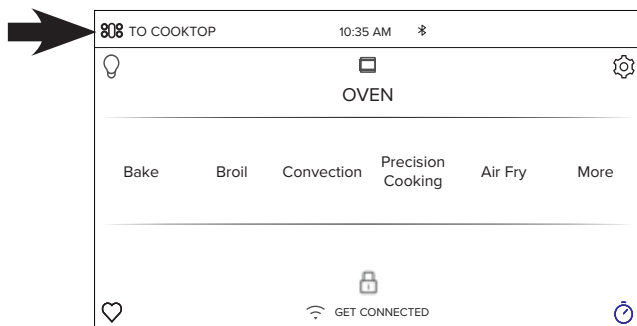 TO COOKTOP 10:35 AM
OVEN
Bake Broil Convection Precision Cooking Air Fry More
GET CONNECTED